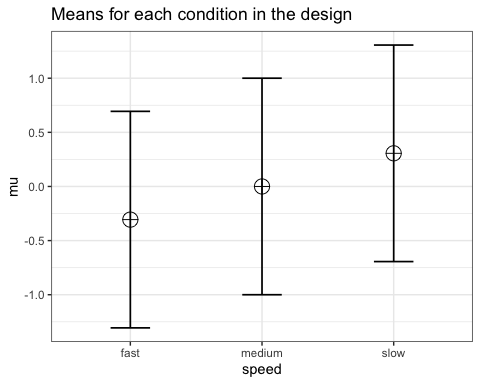 Means for each condition in the design
1.0
0.5
0.0
-0.5
-1.0
mu
fast medium slow
speed